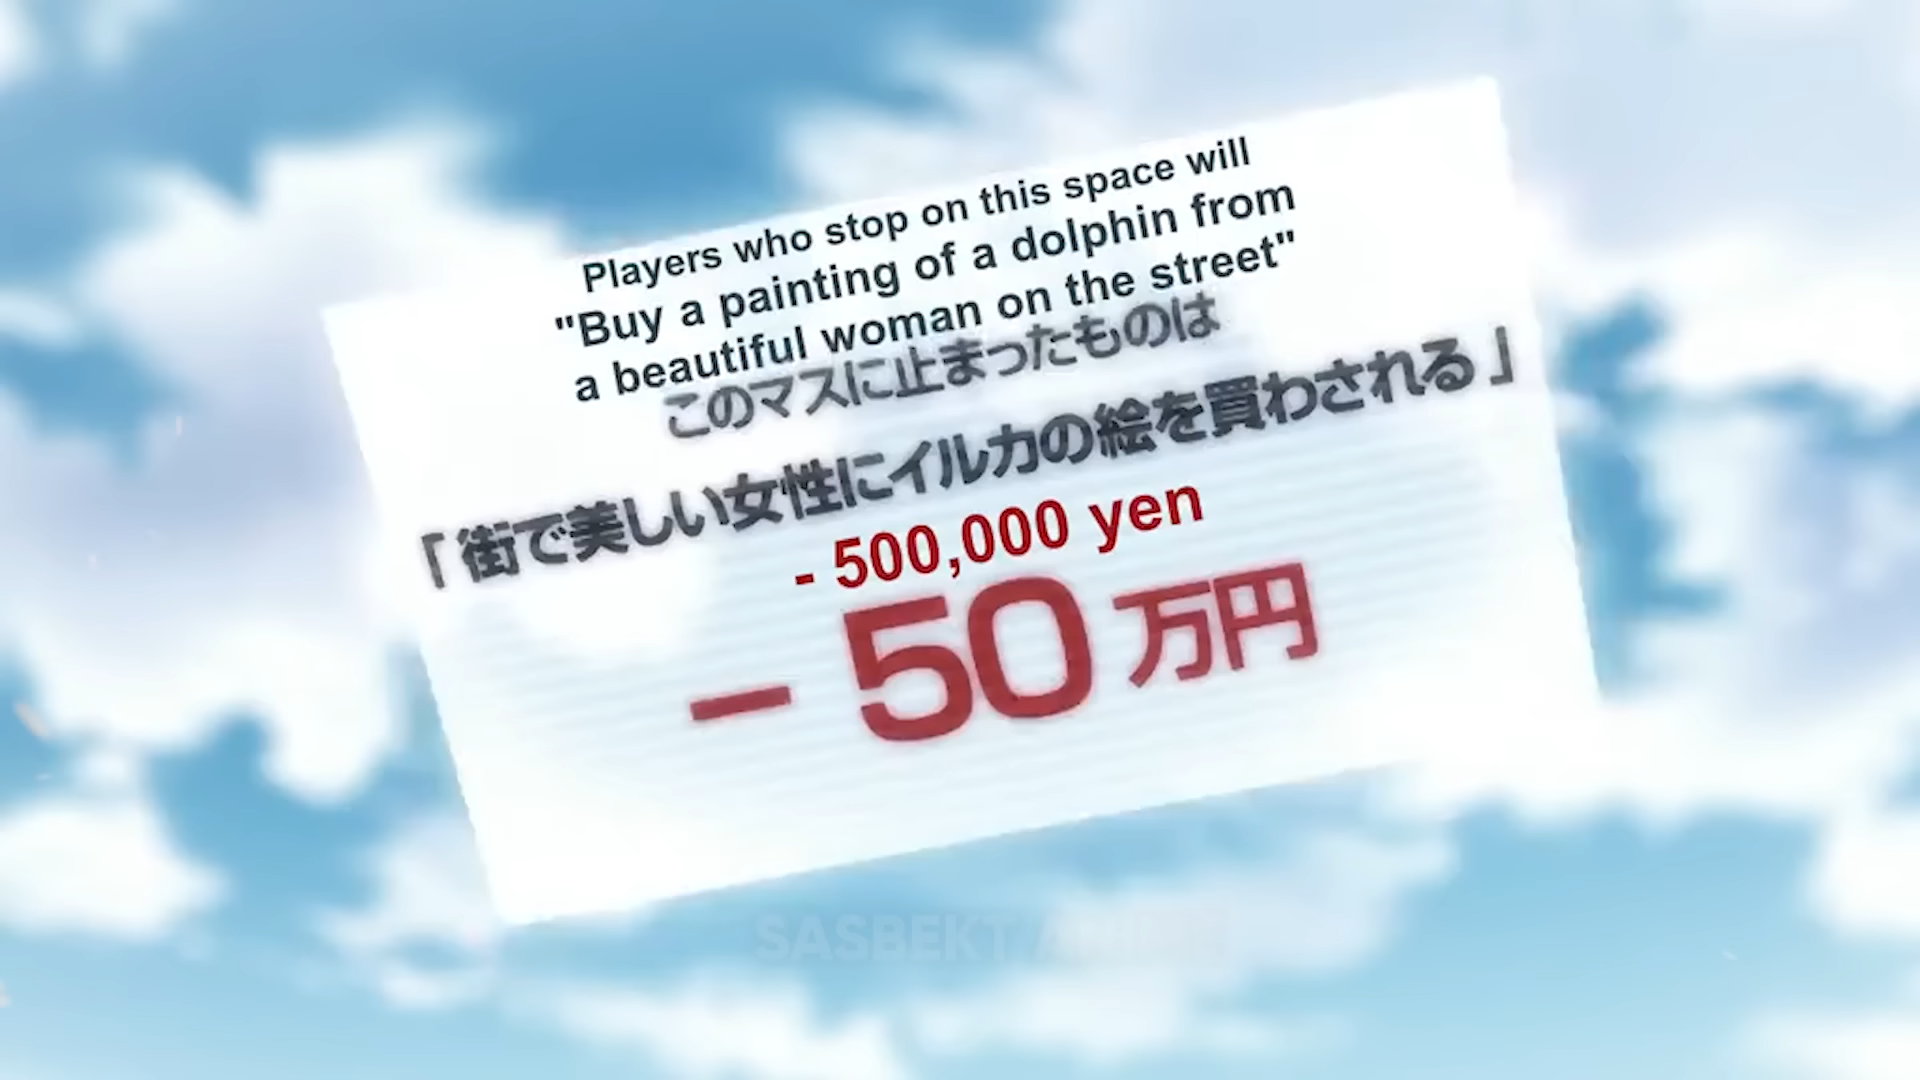 Players who stop on this space will
"Buy a painting of a dolphin from
a beautiful woman on the street"
このマスに止まったものは
「街で美しい女性にイルカの絵を買わされる」
- 500,000 yen
－50万円
SASBEKT ANIME